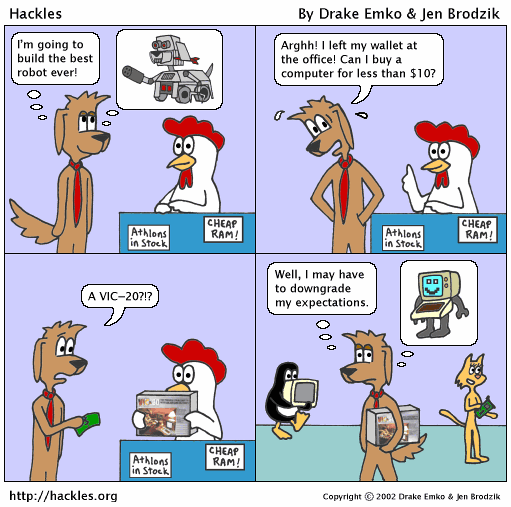 Hackles
By Drake Emko & Jen Brodzik
I'm going to
build the best
robot ever!
Athlons
in Stock
CHEAP
RAM!
Arghh! I left my wallet at
the office! Can I buy a
computer for less than $10?
Athlons
in Stock
CHEAP
RAM!
A VIC-20?!?
Athlons
in Stock
CHEAP
RAM!
Well, I may have
to downgrade
my expectations.
http://hackles.org
Copyright © 2002 Drake Emko & Jen Brodzik